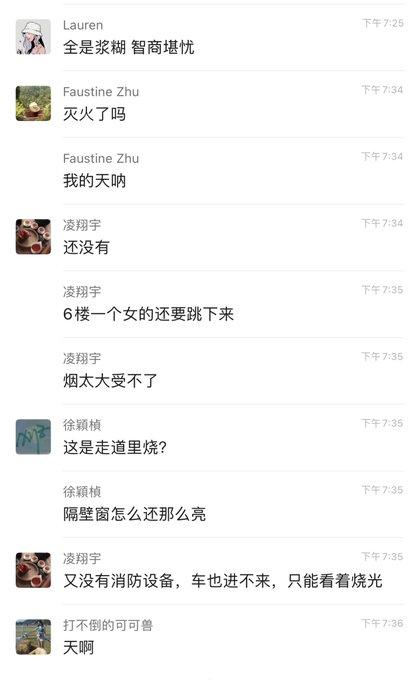 Lauren
下午7:25
全是浆糊 智商堪忧
Faustine Zhu
下午7:34
灭火了吗
Faustine Zhu
下午7:34
我的天呐
凌翔宇
下午7:34
还没有
凌翔宇
下午7:35
6楼一个女的还要跳下来
凌翔宇
下午7:35
烟太大受不了
徐颖桢
下午7:35
这是走道里烧?
徐颖桢
下午7:35
隔壁窗怎么还那么亮
凌翔宇
下午7:35
又没有消防设备，车也进不来，只能看着烧光
打不倒的可可兽
下午7:36
天啊